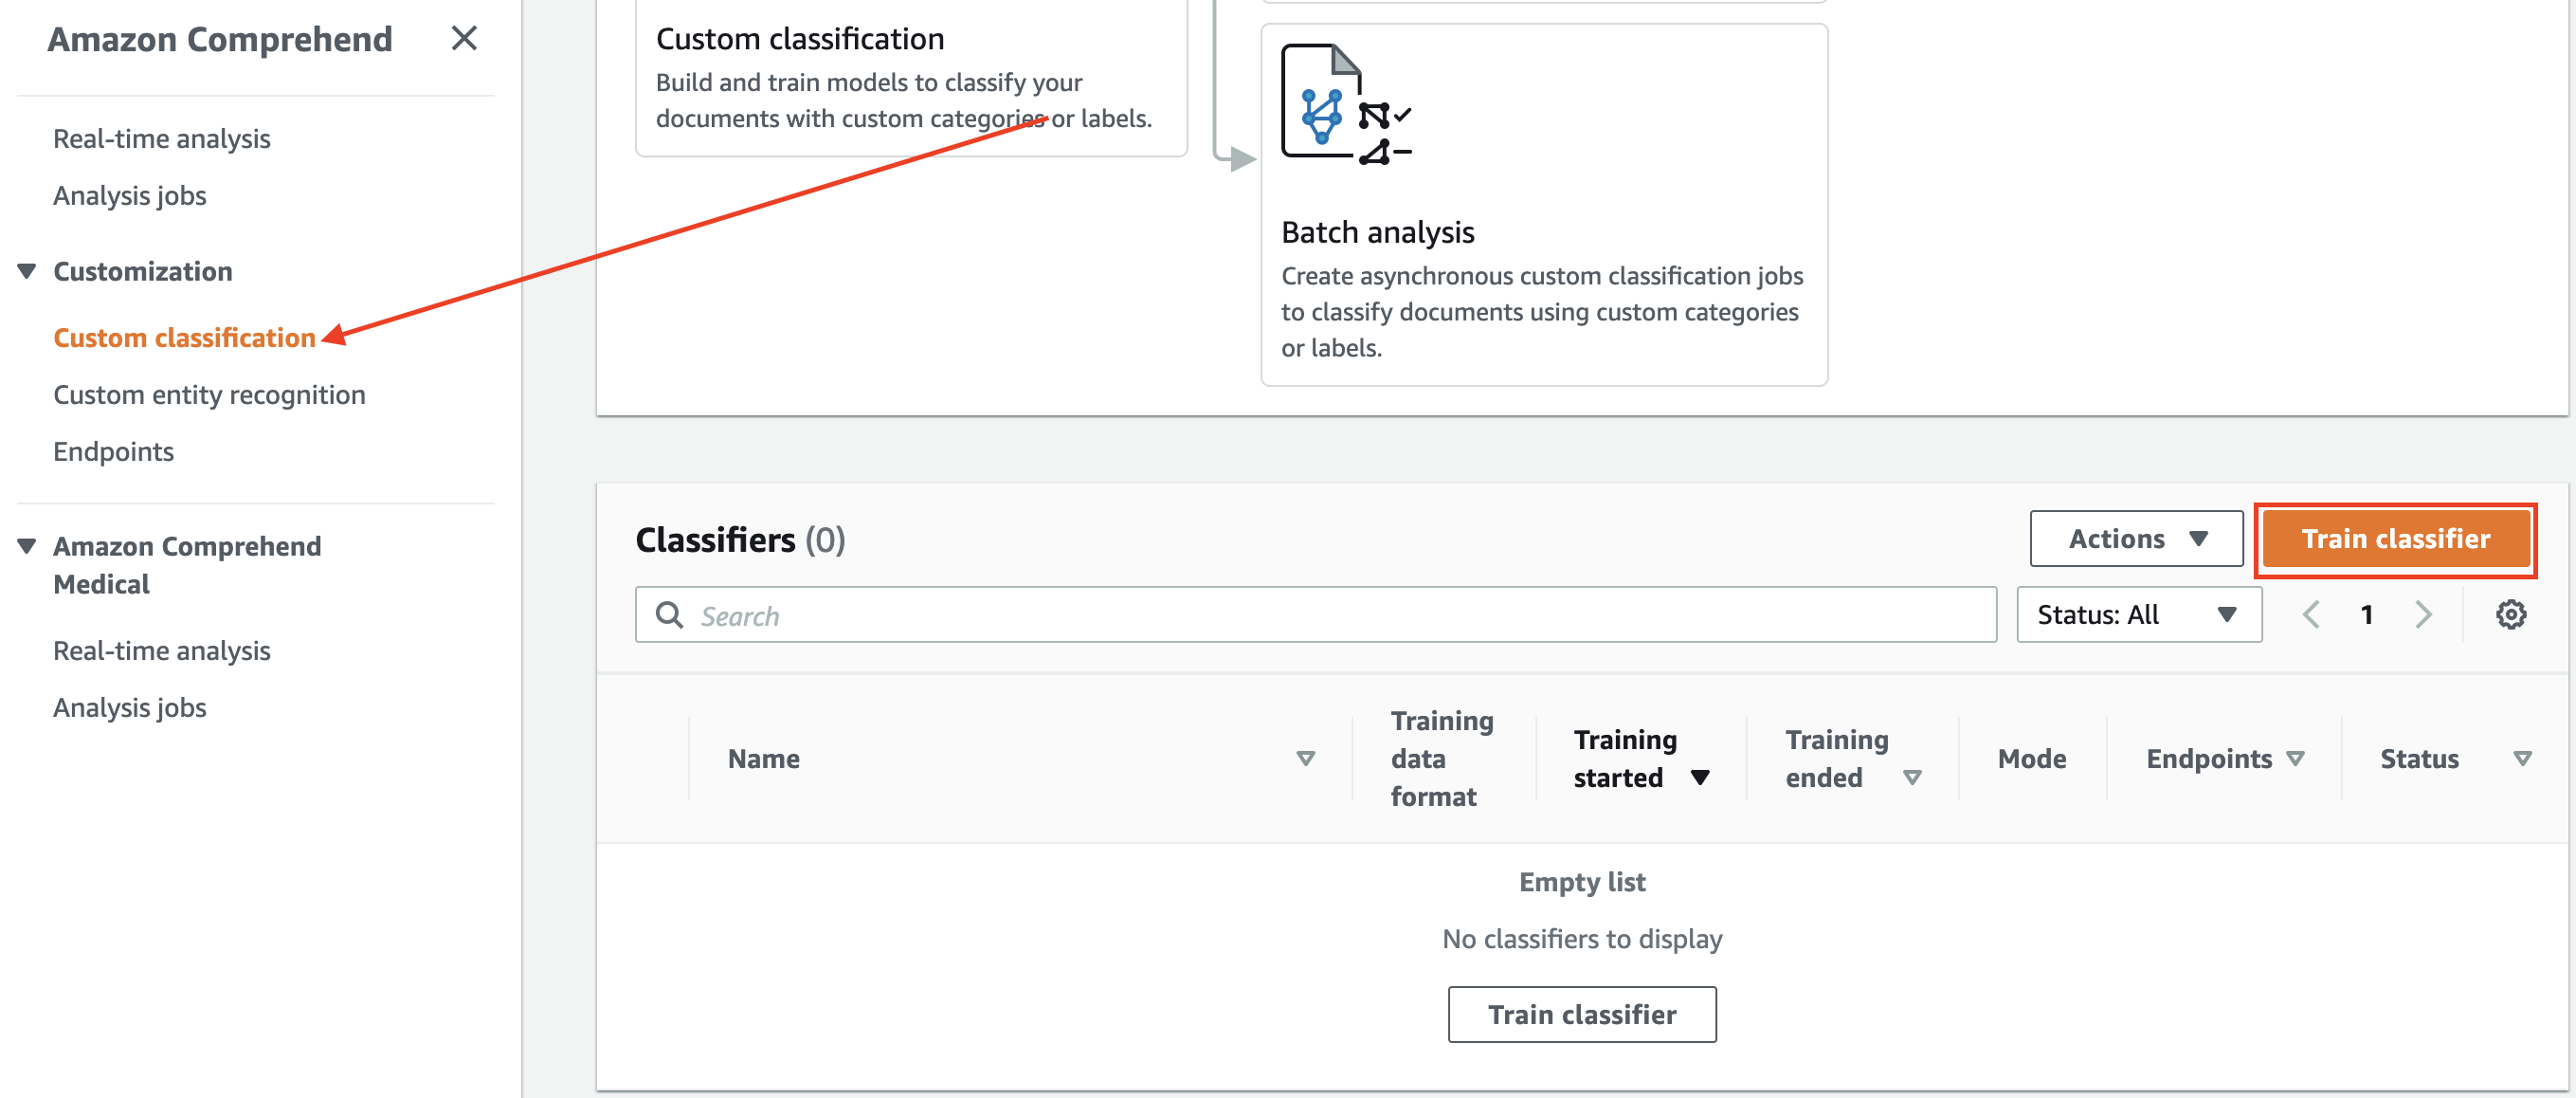 Amazon Comprehend
Real-time analysis
Analysis jobs
Customization
Custom classification
Custom entity recognition
Endpoints
Amazon Comprehend
Medical
Real-time analysis
Analysis jobs
Custom classification
Build and train models to classify your
documents with custom categories or labels.
Batch analysis
Create asynchronous custom classification jobs
to classify documents using custom categories
or labels.
Classifiers (0)
Actions
Train classifier
Search
Status: All
1
Name
Training
data
format
Training
started
Training
ended
Mode
Endpoints
Status
Empty list
No classifiers to display
Train classifier